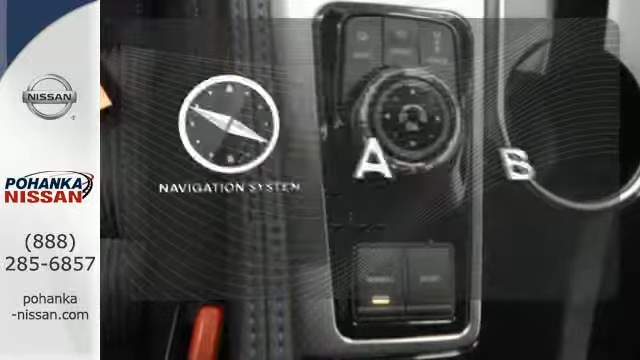 NISSAN
POHANKA
NISSAN
(888)
285-6857
pohanka
-nissan.com
NAVIGATION SYSTEM
A
B